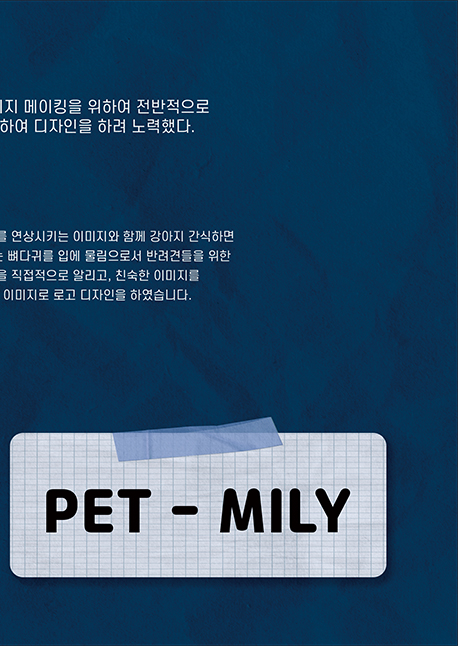 메이킹을 위하여 전반적으로
하여 디자인을 하려 노력했다.
를 연상시키는 이미지와 함께 강아지 간식하면
뼈다귀를 입에 물림으로서 반려견들을 위한
을 직접적으로 알리고, 친숙한 이미지를
이미지로 로고 디자인을 하였습니다.
PET - MILY